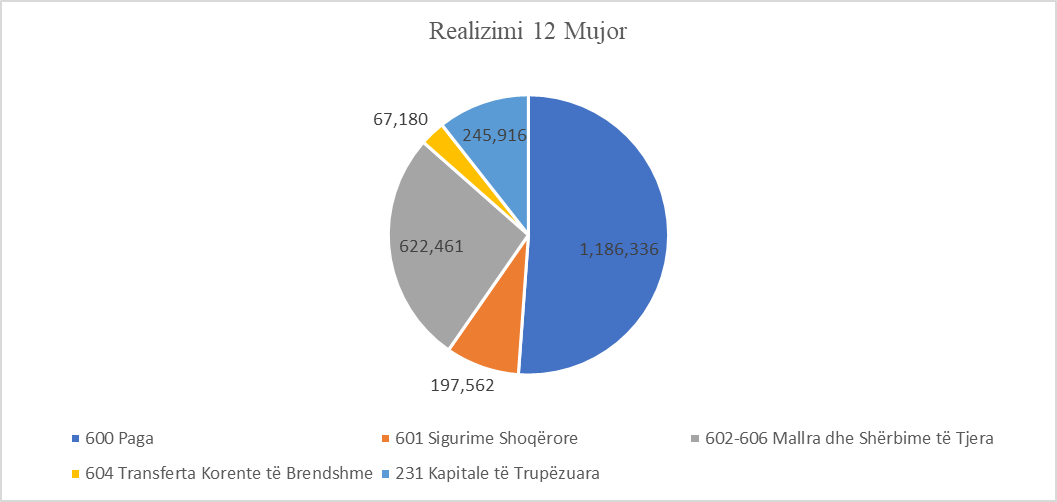 Realizimi 12 Mujor
67,180
245,916
622,461
1,186,336
197,562
600 Paga
601 Sigurime Shoqërore
602-606 Mallra dhe Shërbime të Tjera
604 Transferta Korente të Brendshme
231 Kapitale të Trupëzuara